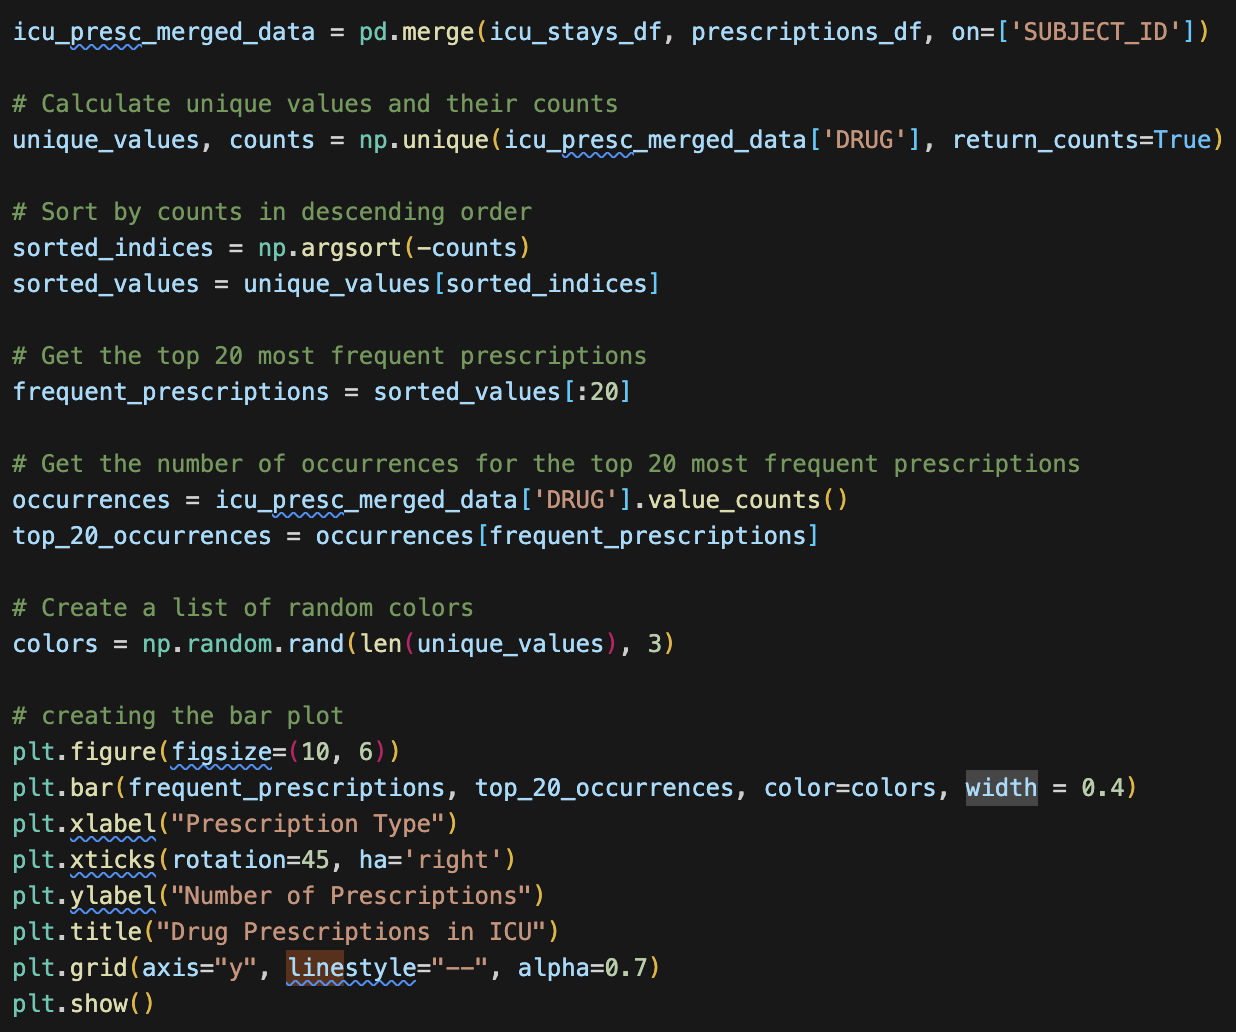 icu_presc_merged_data = pd.merge(icu_stays_df, prescriptions_df, on=['SUBJECT_ID'])
# Calculate unique values and their counts
unique_values, counts = np.unique(icu_presc_merged_data['DRUG'], return_counts=True)
# Sort by counts in descending order
sorted_indices = np.argsort(-counts)
sorted_values = unique_values[sorted_indices]
# Get the top 20 most frequent prescriptions
frequent_prescriptions = sorted_values[:20]
# Get the number of occurrences for the top 20 most frequent prescriptions
occurrences = icu_presc_merged_data['DRUG'].value_counts()
top_20_occurrences = occurrences[frequent_prescriptions]
# Create a list of random colors
colors = np.random.rand(len(unique_values), 3)
# creating the bar plot
plt.figure(figsize=(10, 6))
plt.bar(frequent_prescriptions, top_20_occurrences, color=colors, width = 0.4)
plt.xlabel("Prescription Type")
plt.xticks(rotation=45, ha='right')
plt.ylabel("Number of Prescriptions")
plt.title("Drug Prescriptions in ICU")
plt.grid(axis="y", linestyle="--", alpha=0.7)
plt.show()